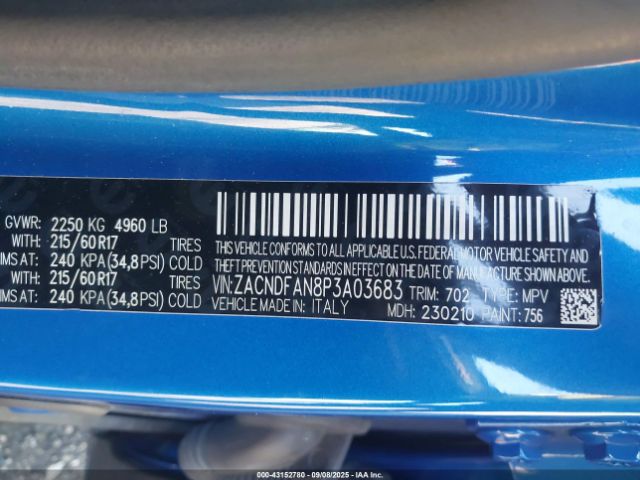 GVWR: 2250 KG 4960 LB
WITH: 215/60R17 TIRES
IMS AT: 240 KPA(34,8PSI) COLD
WITH: 215/60R17 TIRES
IMS AT: 240 KPA(34,8PSI) COLD
THIS VEHICLE CONFORMS TO ALL APPLICABLE U.S. FEDERAL MOTOR VEHICLE SAFETY AND
THEFT PREVENTION STANDARDS IN EFFECT ON THE DATE OF MANUFACTURE SHOWN ABOVE.
VIN: ZACNDFAN8P3A03683 TRIM: 702 TYPE: MPV
VEHICLE MADE IN: ITALY MDH: 230210 PAINT: 756
000-43152780 - 09/08/2025 - IAAI.COM